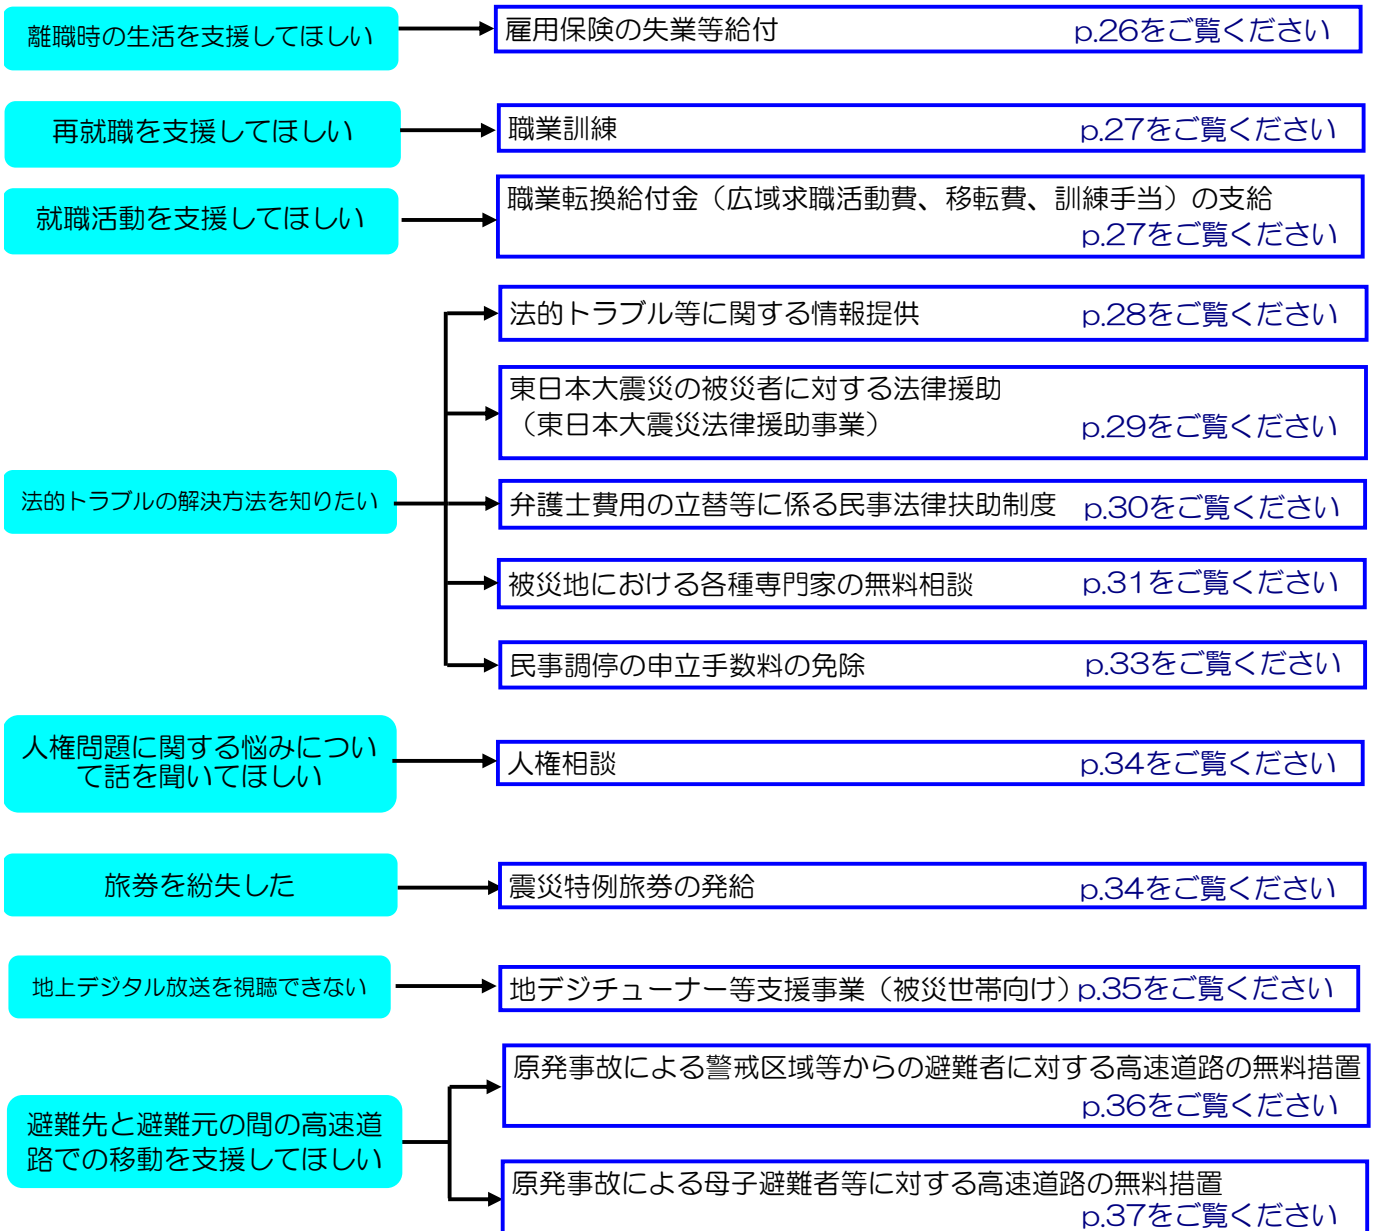 離職時の生活を支援してほしい
雇用保険の失業等給付 p.26をご覧ください
再就職を支援してほしい
職業訓練 p.27をご覧ください
就職活動を支援してほしい
職業転換給付金（広域求職活動費、移転費、訓練手当）の支給
p.27をご覧ください
法的トラブルの解決方法を知りたい
法的トラブル等に関する情報提供 p.28をご覧ください
東日本大震災の被災者に対する法律援助
（東日本大震災法律援助事業） p.29をご覧ください
弁護士費用の立替等に係る民事法律扶助制度 p.30をご覧ください
被災地における各種専門家の無料相談 p.31をご覧ください
民事調停の申立手数料の免除 p.33をご覧ください
人権問題に関する悩みについ
て話を聞いてほしい
人権相談 p.34をご覧ください
旅券を紛失した
震災特例旅券の発給 p.34をご覧ください
地上デジタル放送を視聴できない
地デジチューナー等支援事業（被災世帯向け） p.35をご覧ください
避難先と避難元の間の高速道
路での移動を支援してほしい
原発事故による警戒区域等からの避難者に対する高速道路の無料措置
p.36をご覧ください
原発事故による母子避難者等に対する高速道路の無料措置
p.37をご覧ください